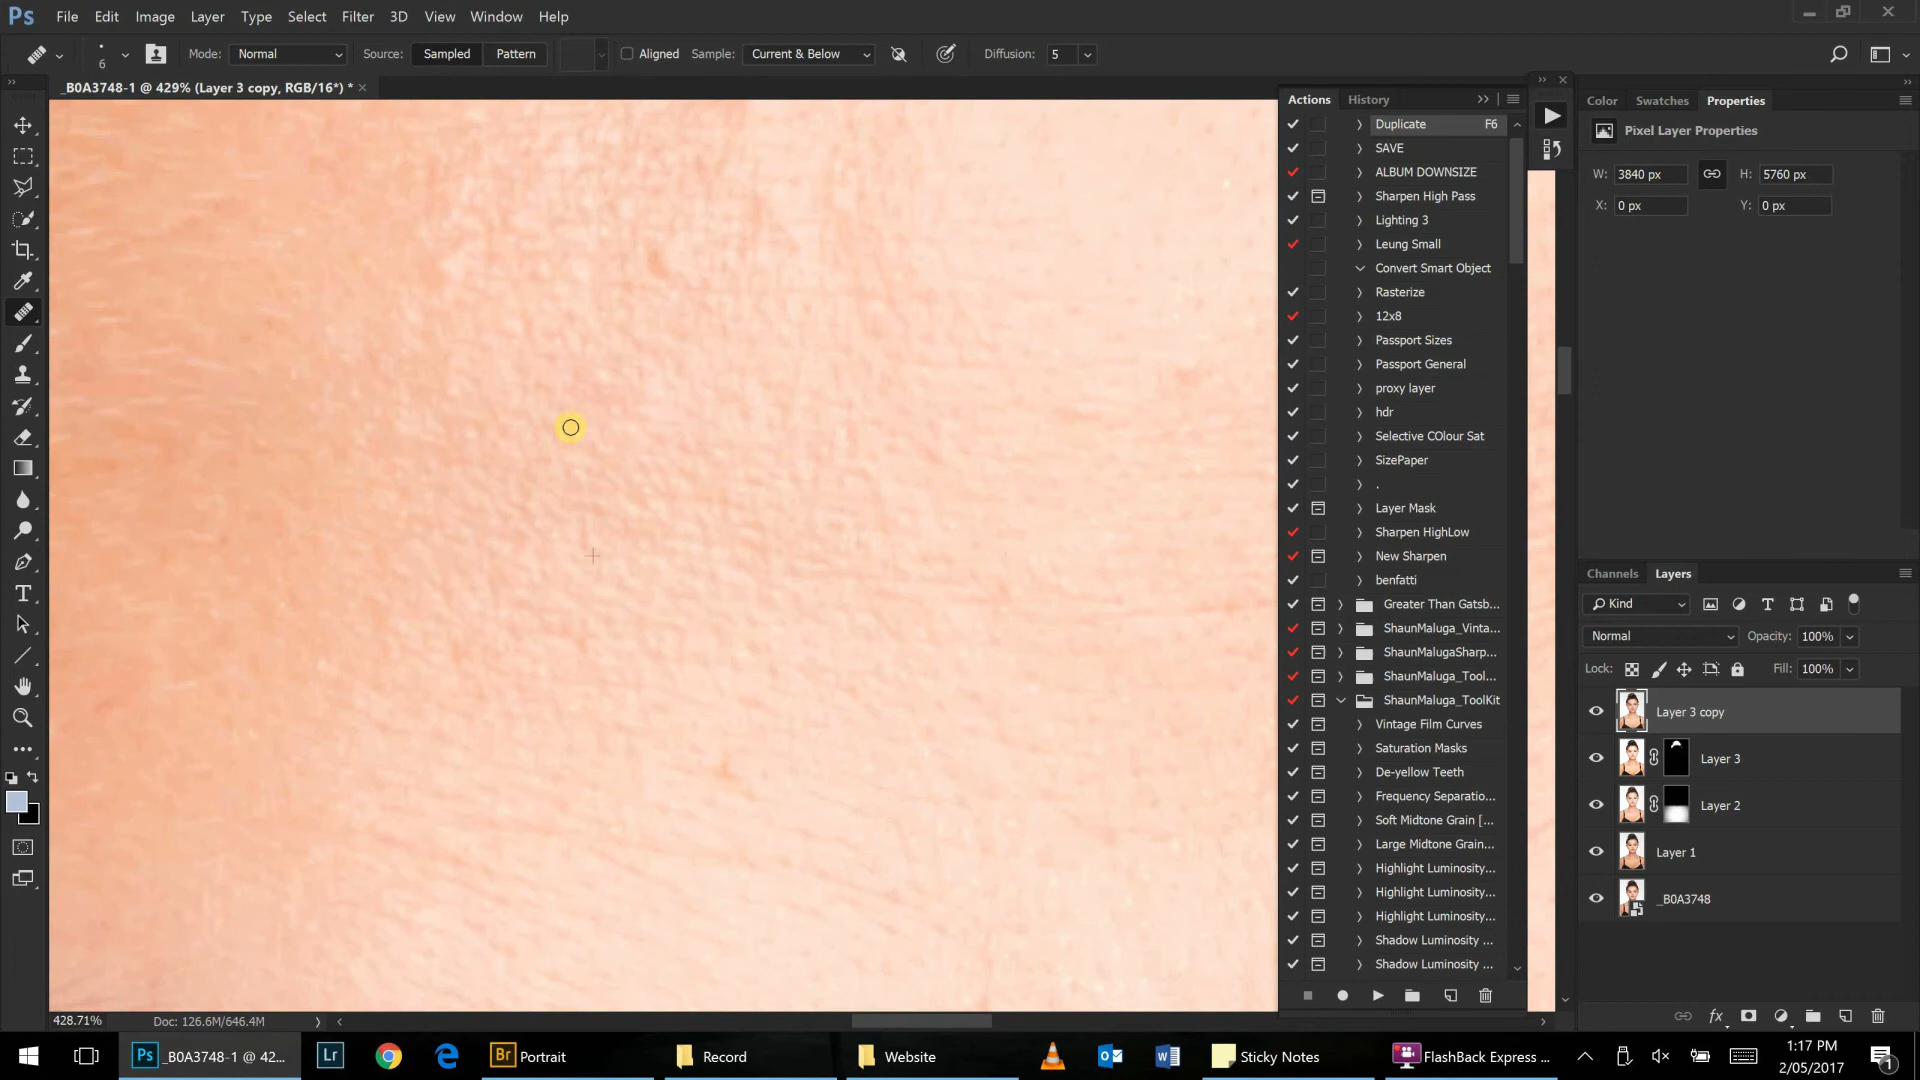 Ps File Edit Image Layer Type Select Filter 3D View Window Help
6 Mode: Normal Source: Sampled Pattern Aligned Sample: Current & Below Diffusion: 5
_B0A3748-1 @ 429% (Layer 3 copy, RGB/16*) *
Actions History
Duplicate F6
SAVE
ALBUM DOWNSIZE
Sharpen High Pass
Lighting 3
Leung Small
Convert Smart Object
Rasterize
12x8
Passport Sizes
Passport General
proxy layer
hdr
Selective COlour Sat
SizePaper
.
Layer Mask
Sharpen HighLow
New Sharpen
benfatti
Greater Than Gatsb...
ShaunMaluga_Vinta...
ShaunMalugaSharp...
ShaunMaluga_Tool...
ShaunMaluga_ToolKit
Vintage Film Curves
Saturation Masks
De-yellow Teeth
Frequency Separatio...
Soft Midtone Grain [...
Large Midtone Grain...
Highlight Luminosity...
Highlight Luminosity...
Highlight Luminosity...
Shadow Luminosity ...
Shadow Luminosity ...
Color Swatches Properties
Pixel Layer Properties
W: 3840 px H: 5760 px
X: 0 px Y: 0 px
Channels Layers
Kind
Normal Opacity: 100%
Lock: Fill: 100%
Layer 3 copy
Layer 3
Layer 2
Layer 1
_B0A3748
428.71% Doc: 126.6M/646.4M
Ps _B0A3748-1 @ 42... Lr Br Portrait Record Website Sticky Notes FlashBack Express ... 1:17 PM
2/05/2017 1